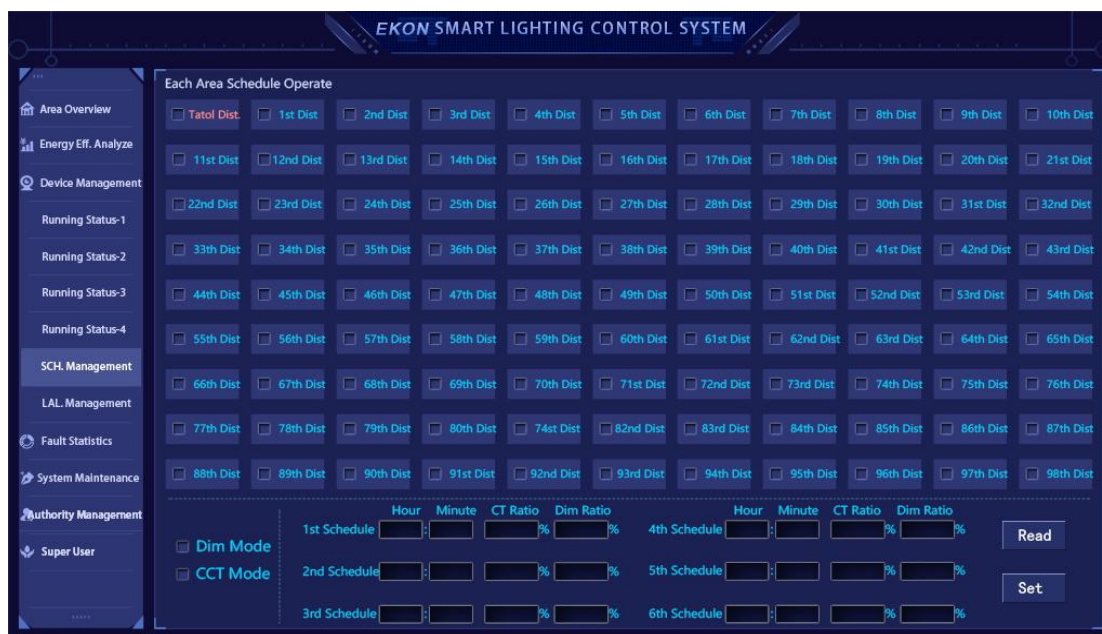 EKON SMART LIGHTING CONTROL SYSTEM
Area Overview
Energy Eff. Analyze
Device Management
Running Status-1
Running Status-2
Running Status-3
Running Status-4
SCH. Management
LAL. Management
Fault Statistics
System Maintenance
Authority Management
Super User
Each Area Schedule Operate
Tatol Dist. 1st Dist 2nd Dist 3rd Dist 4th Dist 5th Dist 6th Dist 7th Dist 8th Dist 9th Dist 10th Dist
11st Dist 12nd Dist 13rd Dist 14th Dist 15th Dist 16th Dist 17th Dist 18th Dist 19th Dist 20th Dist 21st Dist
22nd Dist 23rd Dist 24th Dist 25th Dist 26th Dist 27th Dist 28th Dist 29th Dist 30th Dist 31st Dist 32nd Dist
33th Dist 34th Dist 35th Dist 36th Dist 37th Dist 38th Dist 39th Dist 40th Dist 41st Dist 42nd Dist 43rd Dist
44th Dist 45th Dist 46th Dist 47th Dist 48th Dist 49th Dist 50th Dist 51st Dist 52nd Dist 53rd Dist 54th Dist
55th Dist 56th Dist 57th Dist 58th Dist 59th Dist 60th Dist 61st Dist 62nd Dist 63rd Dist 64th Dist 65th Dist
66th Dist 67th Dist 68th Dist 69th Dist 70th Dist 71st Dist 72nd Dist 73rd Dist 74th Dist 75th Dist 76th Dist
77th Dist 78th Dist 79th Dist 80th Dist 74st Dist 82nd Dist 83rd Dist 84th Dist 85th Dist 86th Dist 87th Dist
88th Dist 89th Dist 90th Dist 91st Dist 92nd Dist 93rd Dist 94th Dist 95th Dist 96th Dist 97th Dist 98th Dist
Dim Mode
CCT Mode
Hour Minute CT Ratio Dim Ratio
1st Schedule : % %
2nd Schedule : % %
3rd Schedule : % %
Hour Minute CT Ratio Dim Ratio
4th Schedule : % %
5th Schedule : % %
6th Schedule : % %
Read
Set